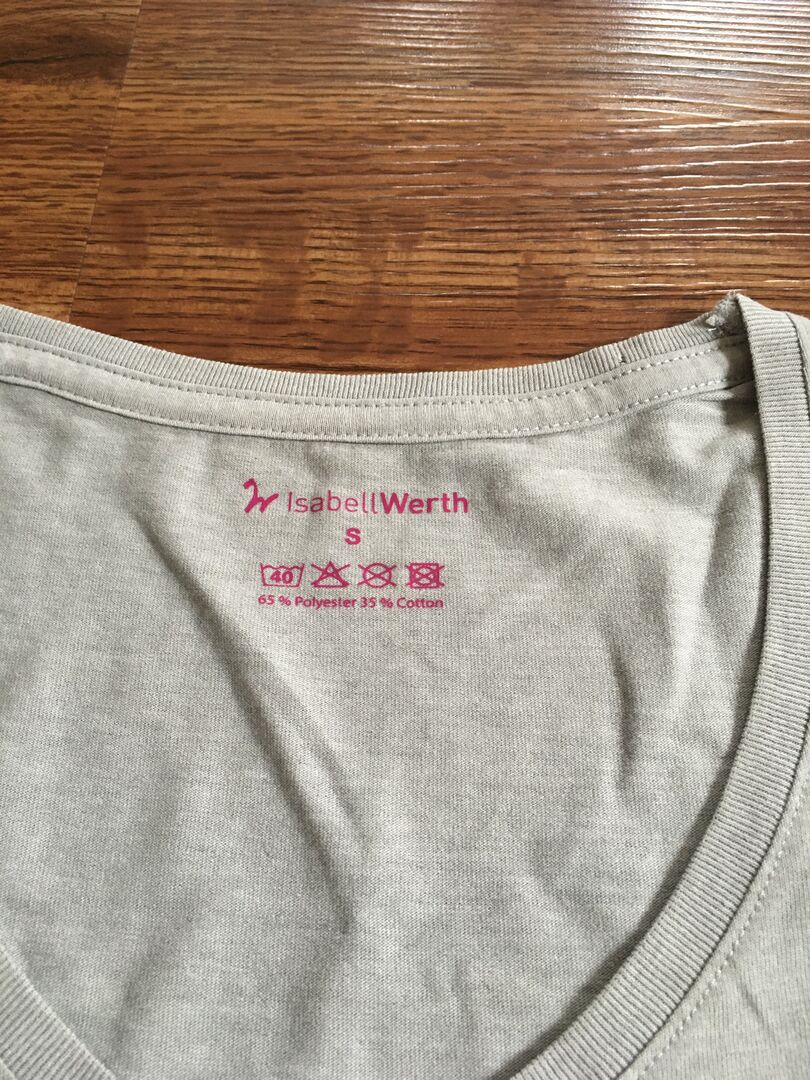 IsabellWerth
S
40
65 % Polyester 35 % Cotton